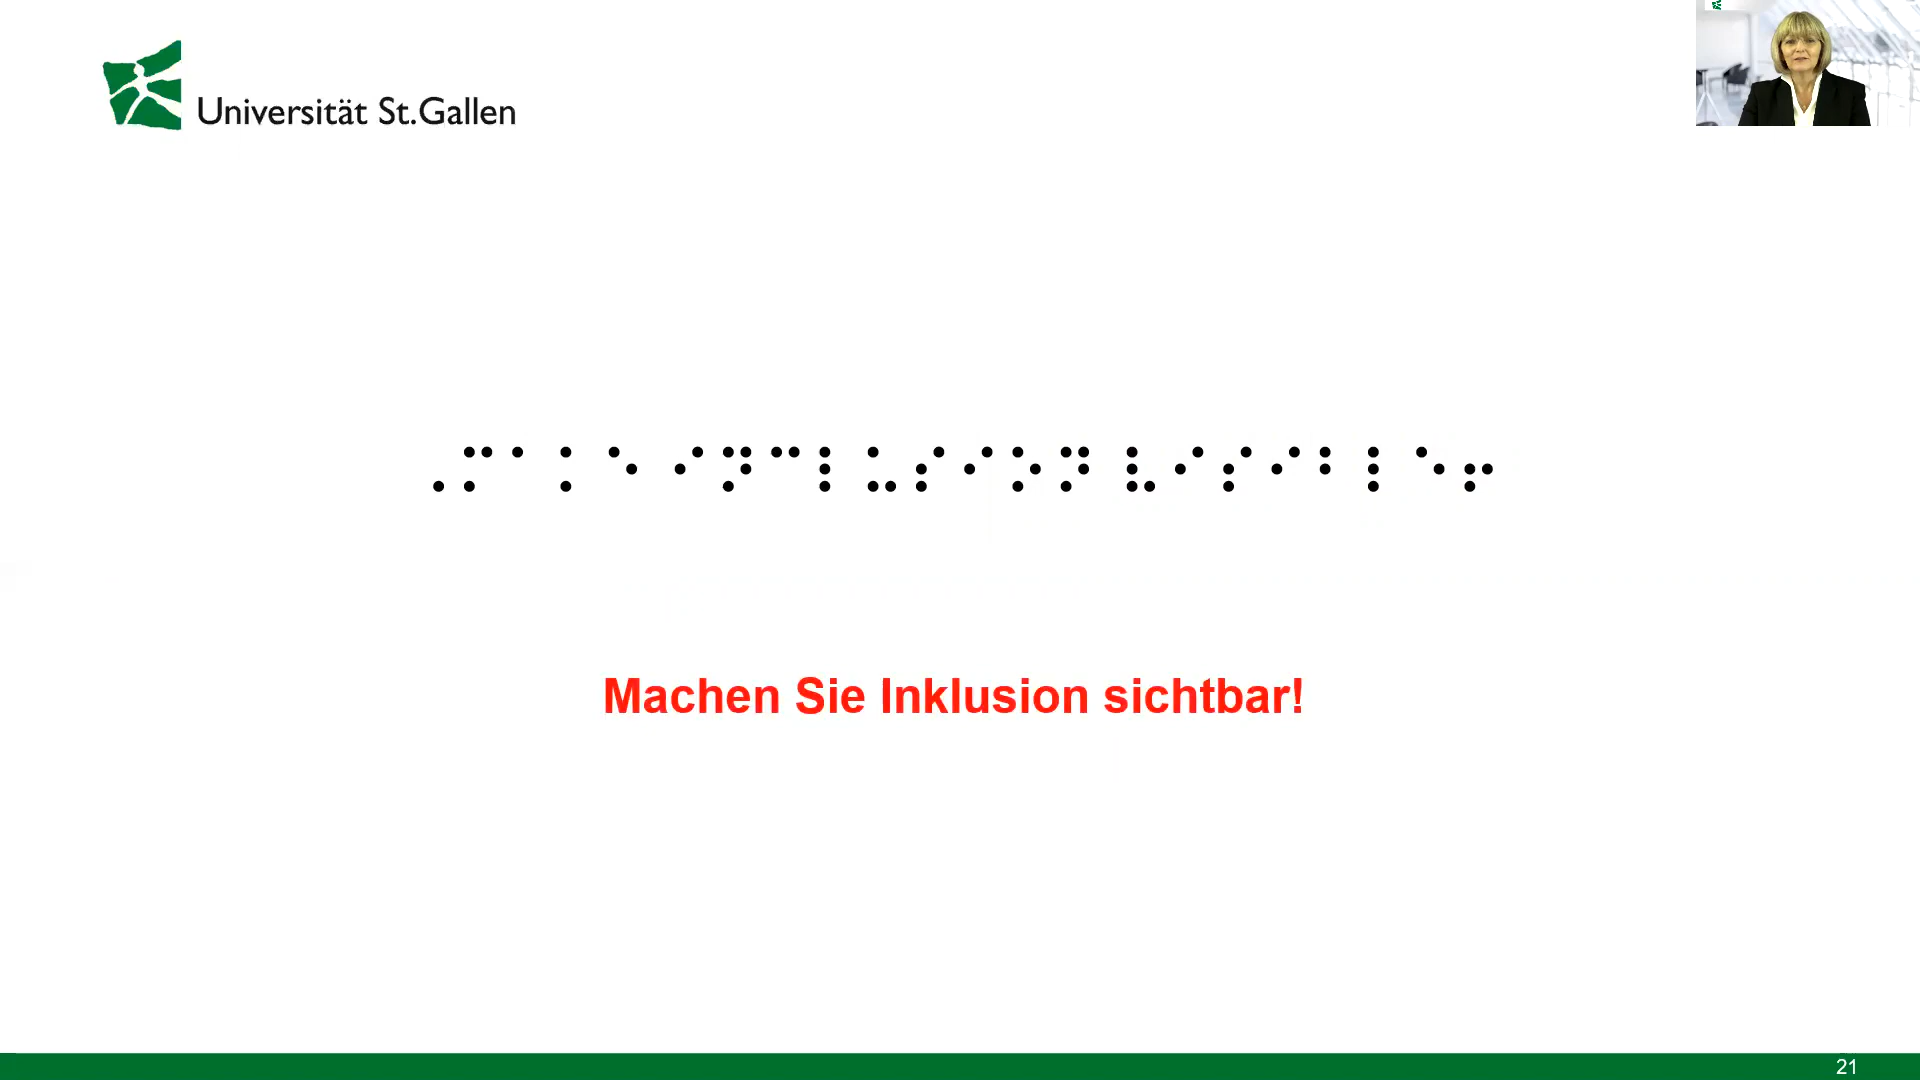 Universität St.Gallen
⠠⠍⠁⠅⠑ ⠊⠝⠉⠇⠥⠎⠊⠕⠝ ⠧⠊⠎⠊⠃⠇⠑⠖
Machen Sie Inklusion sichtbar!
21